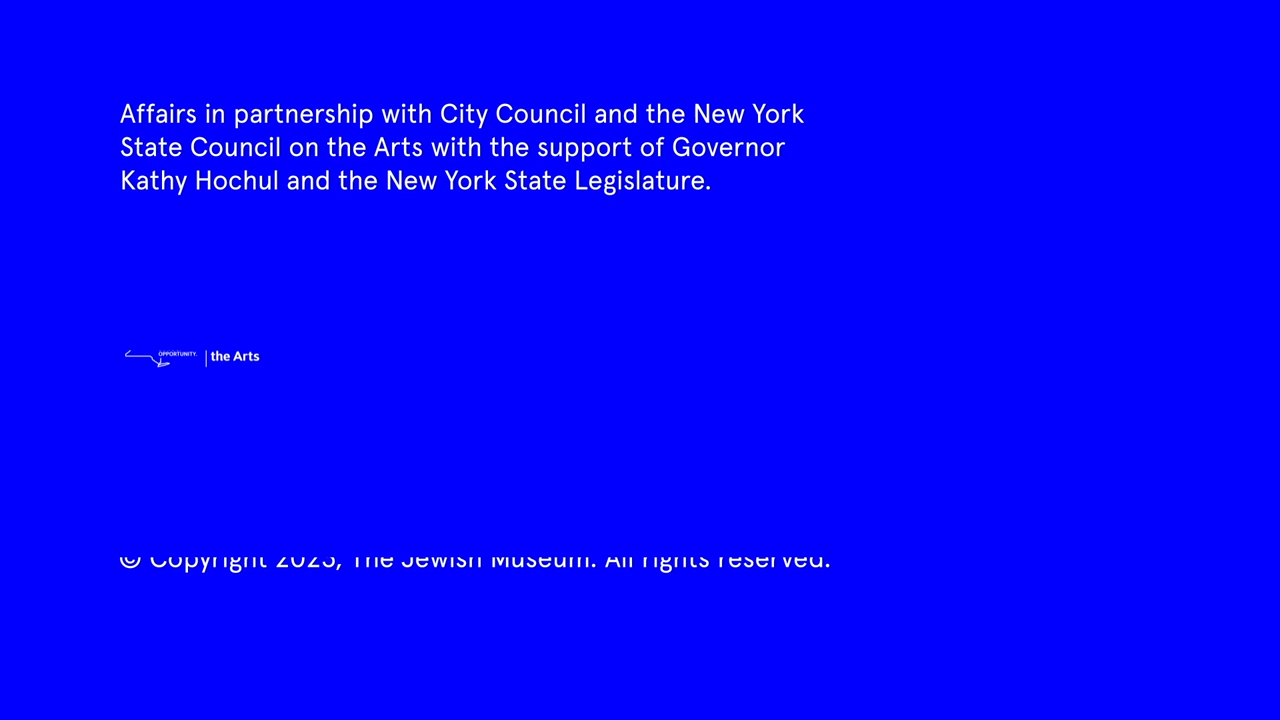 Affairs in partnership with City Council and the New York
State Council on the Arts with the support of Governor
Kathy Hochul and the New York State Legislature.
OPPORTUNITY. | the Arts
© Copyright 2023, The Jewish Museum. All rights reserved.